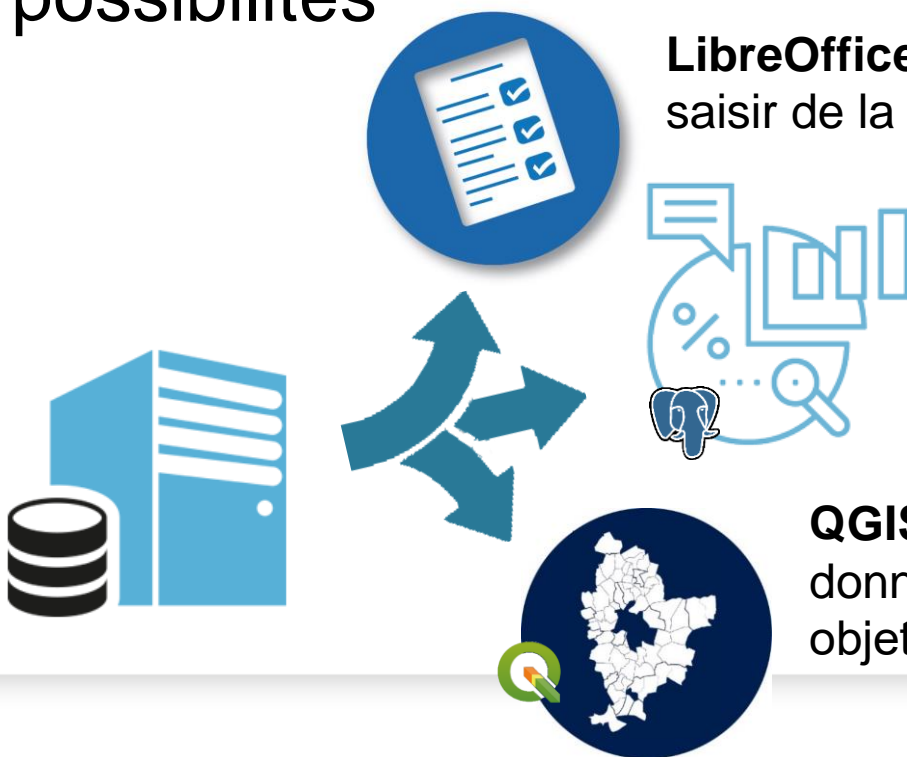 possibilités
LibreOffice
saisir de la
%
QGIS
donn
objet